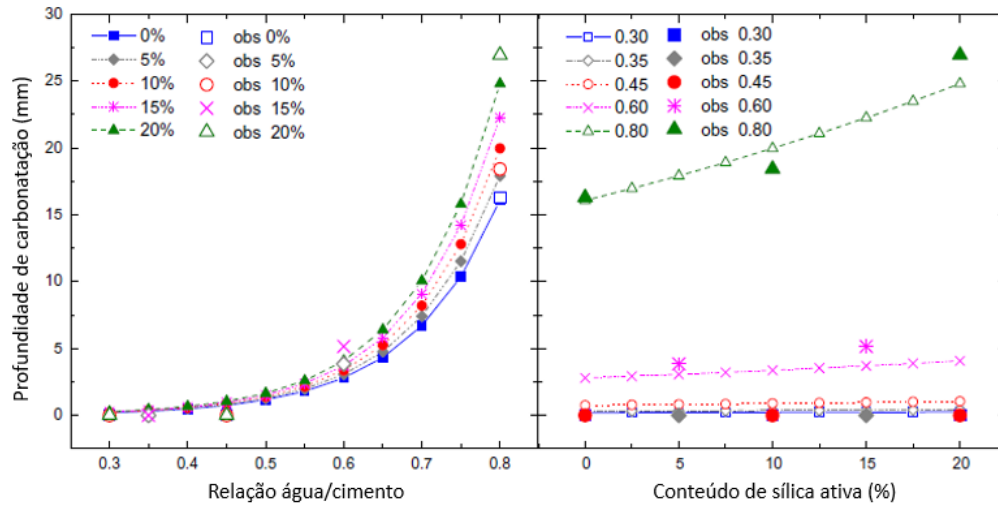 Profundidade de carbonatação (mm)
30
25
20
15
10
5
0
0% obs 0%
5% obs 5%
10% obs 10%
15% obs 15%
20% obs 20%
0.3 0.4 0.5 0.6 0.7 0.8
Relação água/cimento
0.30 obs 0.30
0.35 obs 0.35
0.45 obs 0.45
0.60 obs 0.60
0.80 obs 0.80
0 5 10 15 20
Conteúdo de sílica ativa (%)